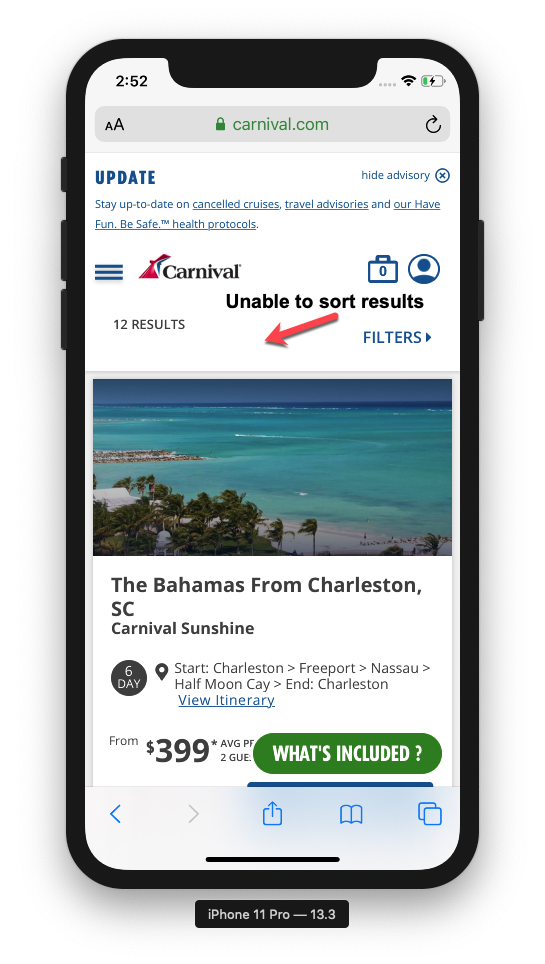 2:52
AA carnival.com
UPDATE
hide advisory
Stay up-to-date on cancelled cruises, travel advisories and our Have
Fun. Be Safe.™ health protocols.
Carnival
0
Unable to sort results
12 RESULTS
FILTERS
The Bahamas From Charleston,
SC
Carnival Sunshine
6
DAY
Start: Charleston > Freeport > Nassau >
Half Moon Cay > End: Charleston
View Itinerary
From $399* AVG
2
WHAT'S INCLUDED ?
iPhone 11 Pro — 13.3